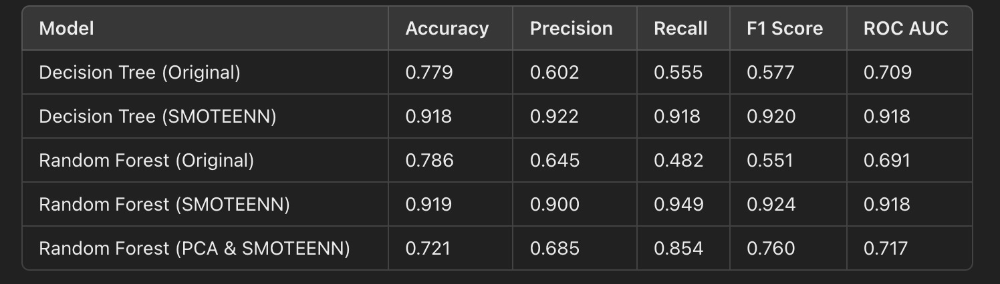 Model Accuracy Precision Recall F1 Score ROC AUC
Decision Tree (Original) 0.779 0.602 0.555 0.577 0.709
Decision Tree (SMOTEENN) 0.918 0.922 0.918 0.920 0.918
Random Forest (Original) 0.786 0.645 0.482 0.551 0.691
Random Forest (SMOTEENN) 0.919 0.900 0.949 0.924 0.918
Random Forest (PCA & SMOTEENN) 0.721 0.685 0.854 0.760 0.717